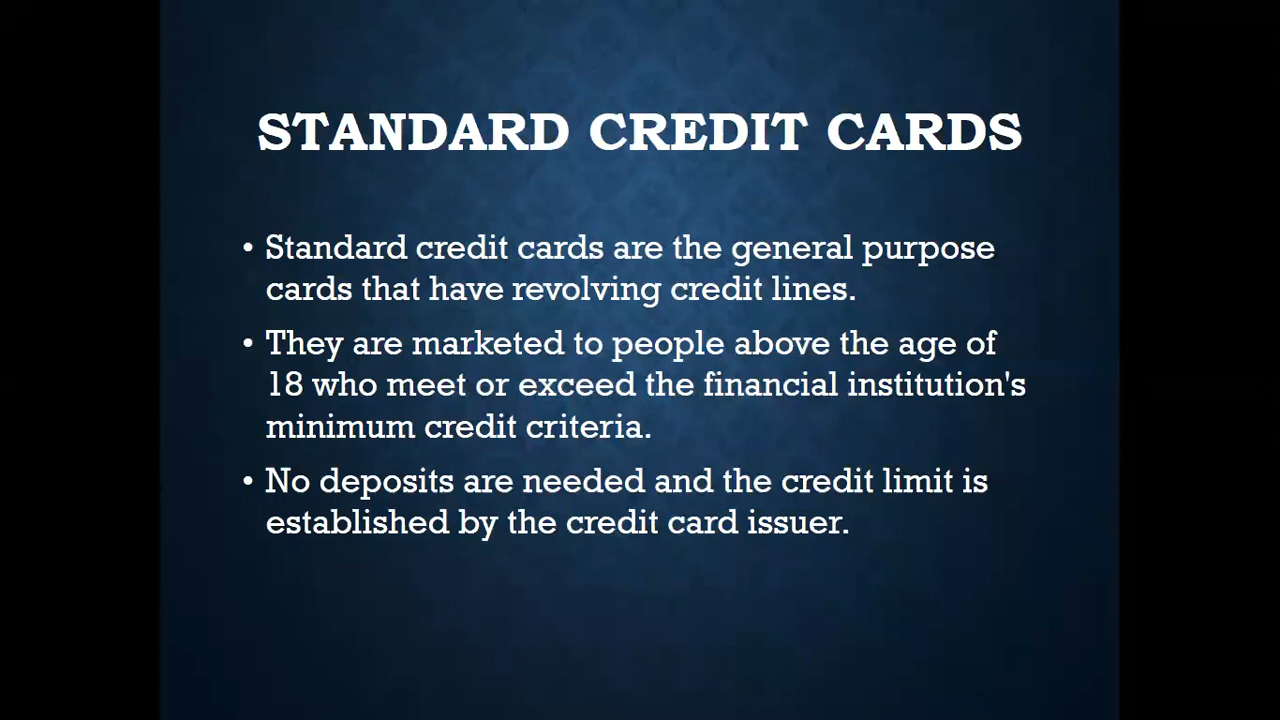 STANDARD CREDIT CARDS
• Standard credit cards are the general purpose
cards that have revolving credit lines.
• They are marketed to people above the age of
18 who meet or exceed the financial institution's
minimum credit criteria.
• No deposits are needed and the credit limit is
established by the credit card issuer.